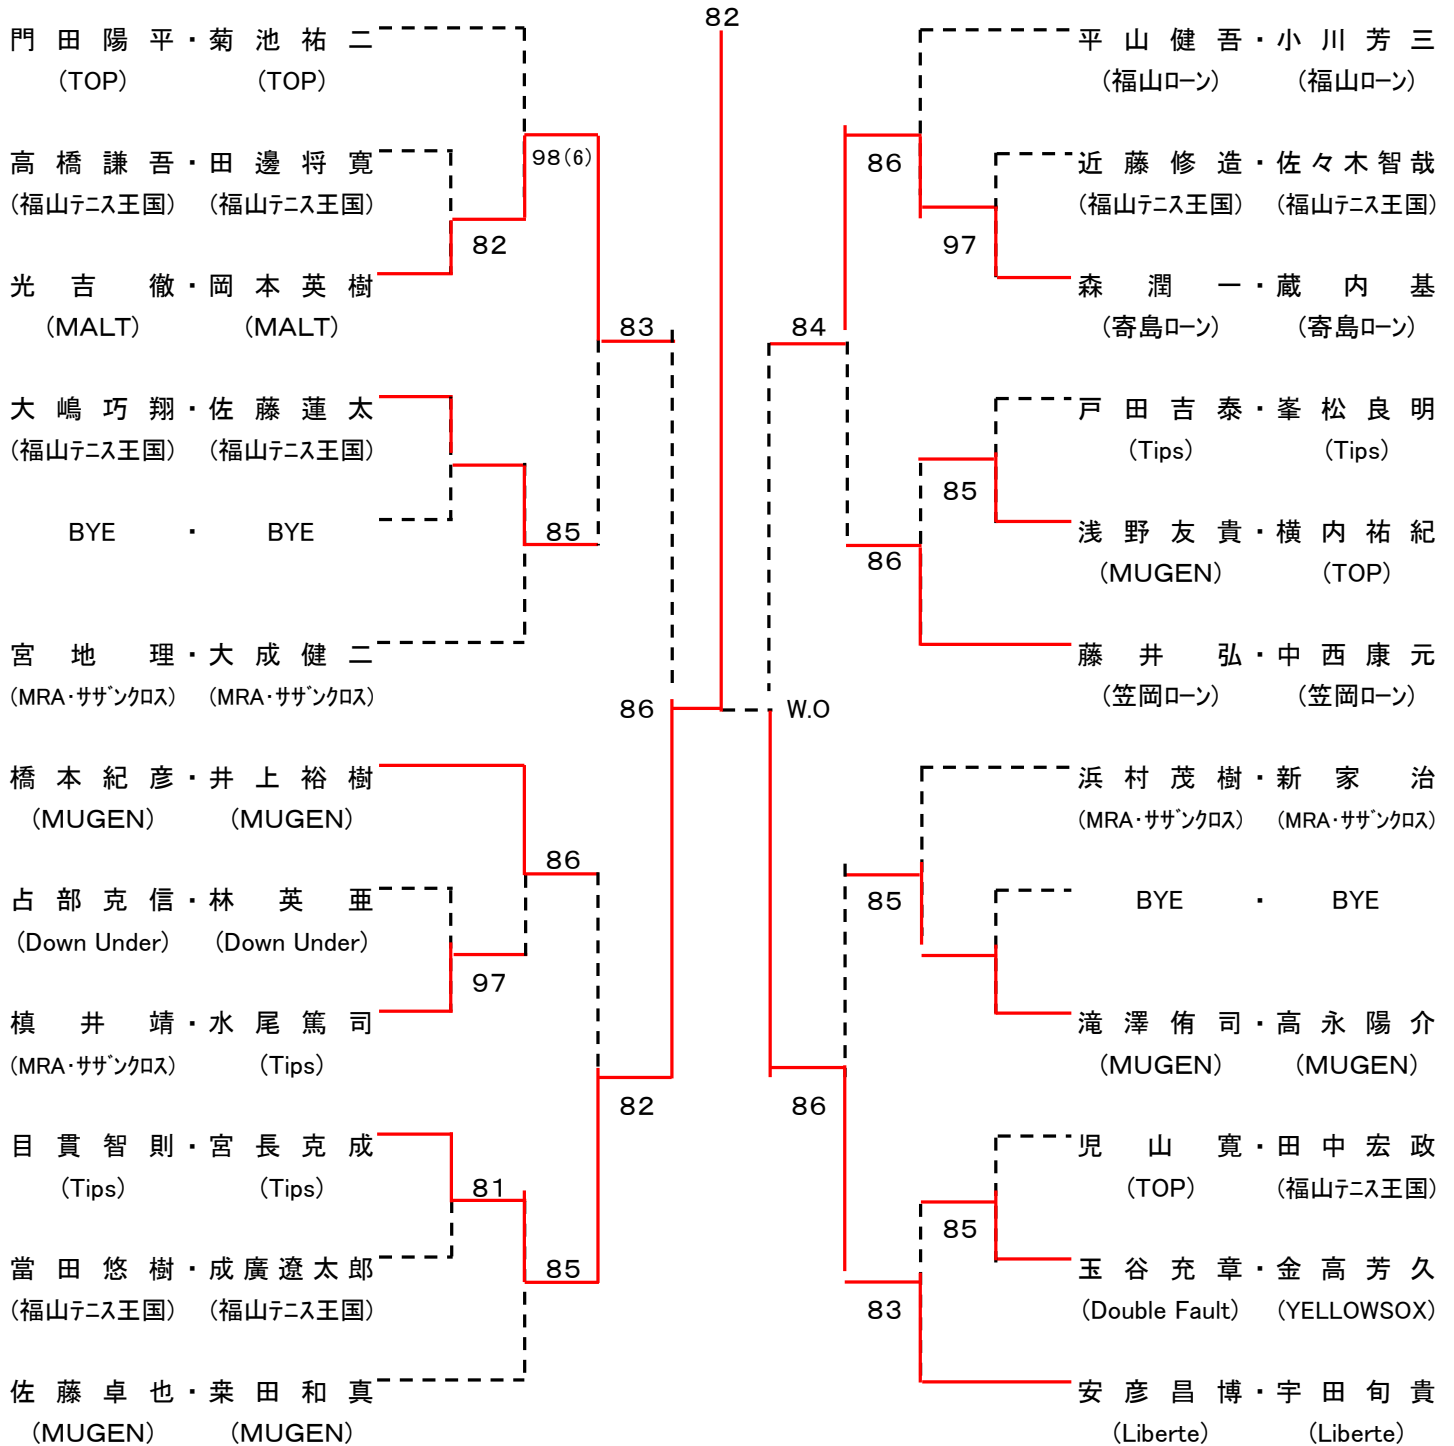 82
門田陽平・菊池祐二
(TOP) (TOP)
高橋謙吾・田邊将寛
(福山テニス王国) (福山テニス王国)
98(6)
82
光吉徹・岡本英樹
(MALT) (MALT)
83
大嶋巧翔・佐藤蓮太
(福山テニス王国) (福山テニス王国)
BYE ・ BYE
85
宮地理・大成健二
(MRA・サザンクロス) (MRA・サザンクロス)
86
橋本紀彦・井上裕樹
(MUGEN) (MUGEN)
86
占部克信・林英亜
(Down Under) (Down Under)
97
槙井靖・水尾篤司
(MRA・サザンクロス) (Tips)
82
目貫智則・宮長克成
(Tips) (Tips)
81
當田悠樹・成廣遼太郎
(福山テニス王国) (福山テニス王国)
85
佐藤卓也・桒田和真
(MUGEN) (MUGEN)
平山健吾・小川芳三
(福山ローン) (福山ローン)
86
近藤修造・佐々木智哉
(福山テニス王国) (福山テニス王国)
97
森潤一・蔵内基
(寄島ローン) (寄島ローン)
84
戸田吉泰・峯松良明
(Tips) (Tips)
85
浅野友貴・横内祐紀
(MUGEN) (TOP)
86
藤井弘・中西康元
(笠岡ローン) (笠岡ローン)
W.O
浜村茂樹・新家治
(MRA・サザンクロス) (MRA・サザンクロス)
85
BYE ・ BYE
滝澤侑司・高永陽介
(MUGEN) (MUGEN)
86
児山寛・田中宏政
(TOP) (福山テニス王国)
85
玉谷充章・金高芳久
(Double Fault) (YELLOWSOX)
83
安彦昌博・宇田旬貴
(Liberte) (Liberte)